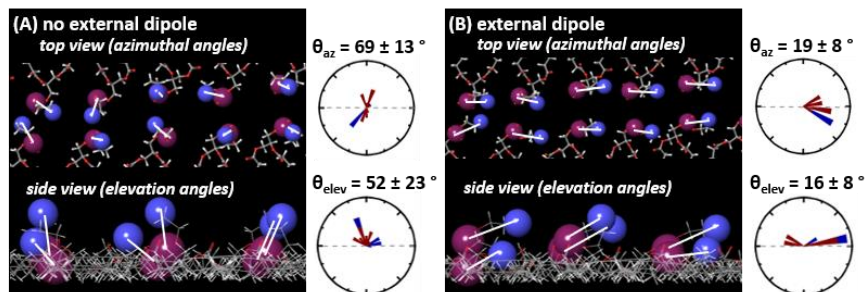 (A) no external dipole
top view (azimuthal angles)
θaz = 69 ± 13 °
side view (elevation angles)
θelev = 52 ± 23 °
(B) external dipole
top view (azimuthal angles)
θaz = 19 ± 8 °
side view (elevation angles)
θelev = 16 ± 8 °